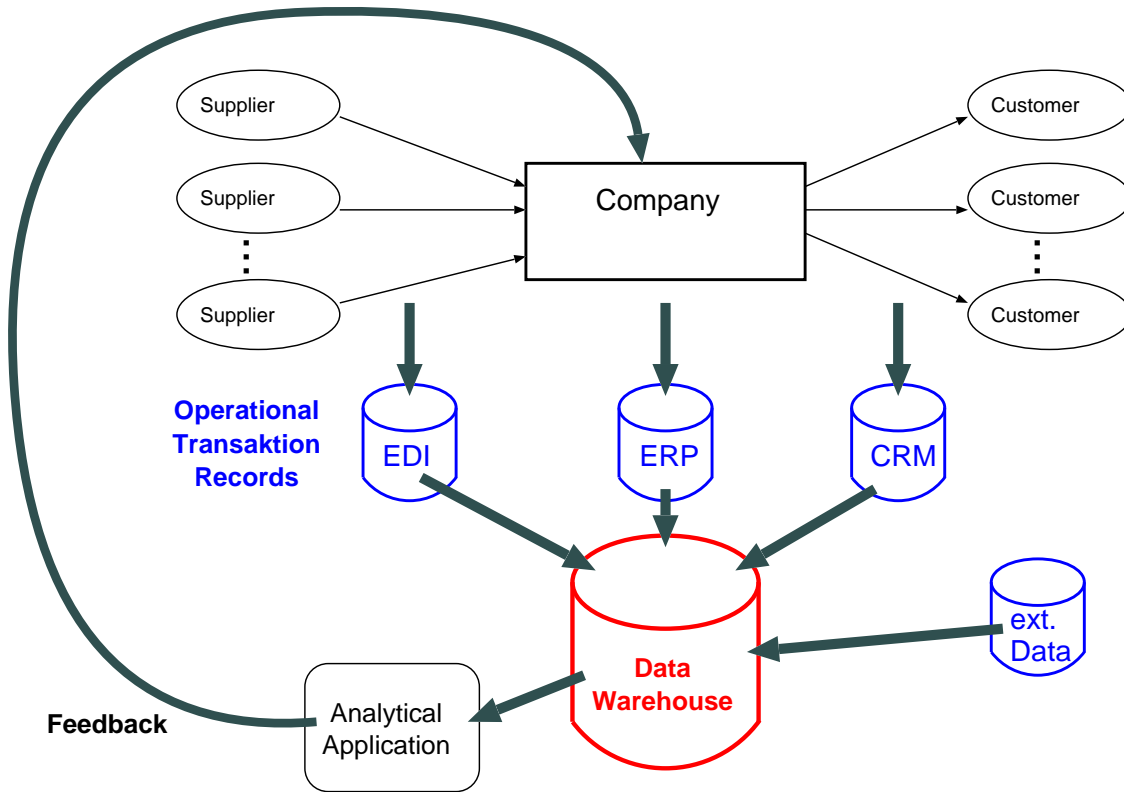 Supplier
Customer
Supplier
Company
Customer
Supplier
Customer
Operational
Transaktion
Records
EDI
ERP
CRM
ext.
Data
Data
Warehouse
Analytical
Application
Feedback